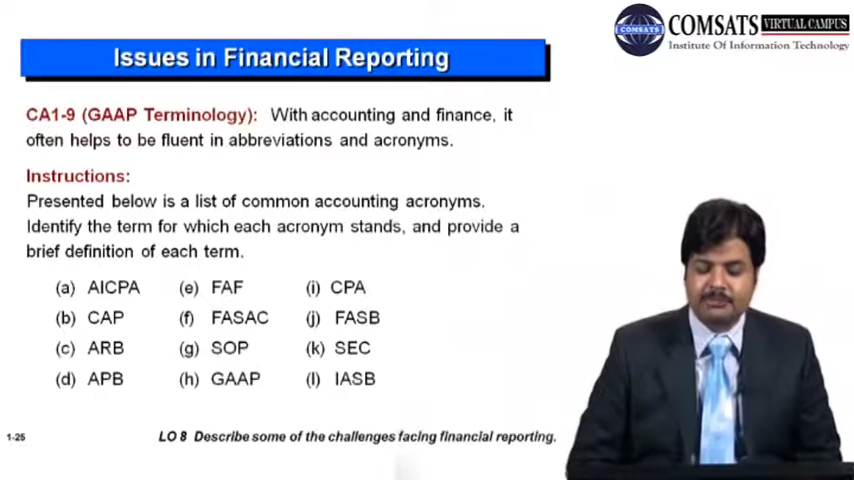 COMSATS VIRTUAL CAMPUS
Institute Of Information Technology
COMSATS
Issues in Financial Reporting
CA1-9 (GAAP Terminology): With accounting and finance, it
often helps to be fluent in abbreviations and acronyms.
Instructions:
Presented below is a list of common accounting acronyms.
Identify the term for which each acronym stands, and provide a
brief definition of each term.
(a) AICPA (e) FAF (i) CPA
(b) CAP (f) FASAC (j) FASB
(c) ARB (g) SOP (k) SEC
(d) APB (h) GAAP (l) IASB
1-25
LO 8 Describe some of the challenges facing financial reporting.